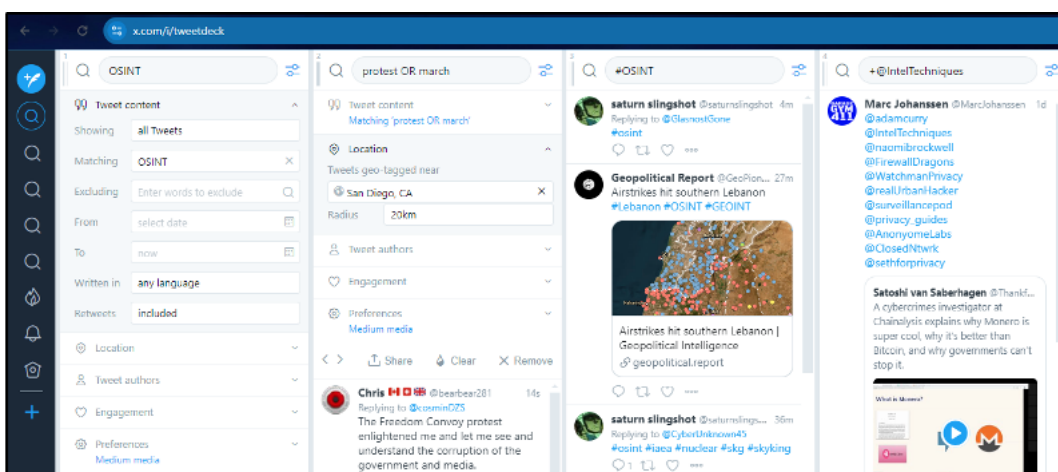 x.com/i/tweetdeck
1
OSINT
Tweet content
Showing all Tweets
Matching OSINT
Excluding Enter words to exclude
From select date
To now
Written in any language
Retweets included
Location
Tweet authors
Engagement
Preferences
Medium media
2
protest OR march
Tweet content
Matching 'protest OR march'
Location
Tweets geo-tagged near
San Diego, CA
Radius 20km
Tweet authors
Engagement
Preferences
Medium media
Share Clear Remove
Chris @bearbear281 14s
Replying to @cosminDZS
The Freedom Convoy protest
enlightened me and let me see and
understand the corruption of the
government and media.
3
#OSINT
saturn slingshot @saturnslingshot 4m
Replying to @GlasnostGone
#osint
Geopolitical Report @GeoPion... 27m
Airstrikes hit southern Lebanon
#Lebanon #OSINT #GEOINT
Airstrikes hit southern Lebanon |
Geopolitical Intelligence
geopolitical.report
saturn slingshot @saturnslings... 36m
Replying to @CyberUnknown45
#osint #iaea #nuclear #skg #skyking
1
4
+@IntelTechniques
GYM
411
Marc Johanssen @MarcJohanssen 1d
@adamcurry
@IntelTechniques
@naomibrockwell
@FirewallDragons
@WatchmanPrivacy
@realUrbanHacker
@surveillancepod
@privacy_guides
@AnonyomeLabs
@ClosedNtwrk
@sethforprivacy
Satoshi van Saberhagen @Thankf...
A cybercrimes investigator at
Chainalysis explains why Monero is
super cool, why it's better than
Bitcoin, and why governments can't
stop it.
What is Monero?